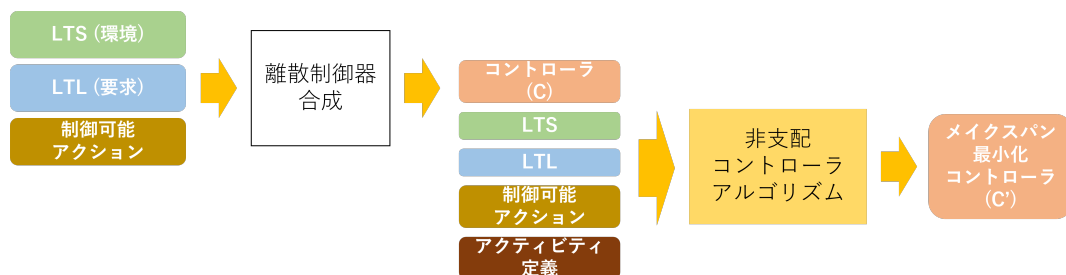 LTS (環境)
LTL (要求)
制御可能
アクション
離散制御器
合成
コントローラ
(C)
LTS
LTL
制御可能
アクション
アクティビティ
定義
非支配
コントローラ
アルゴリズム
メイクスパン
最小化
コントローラ
(C')